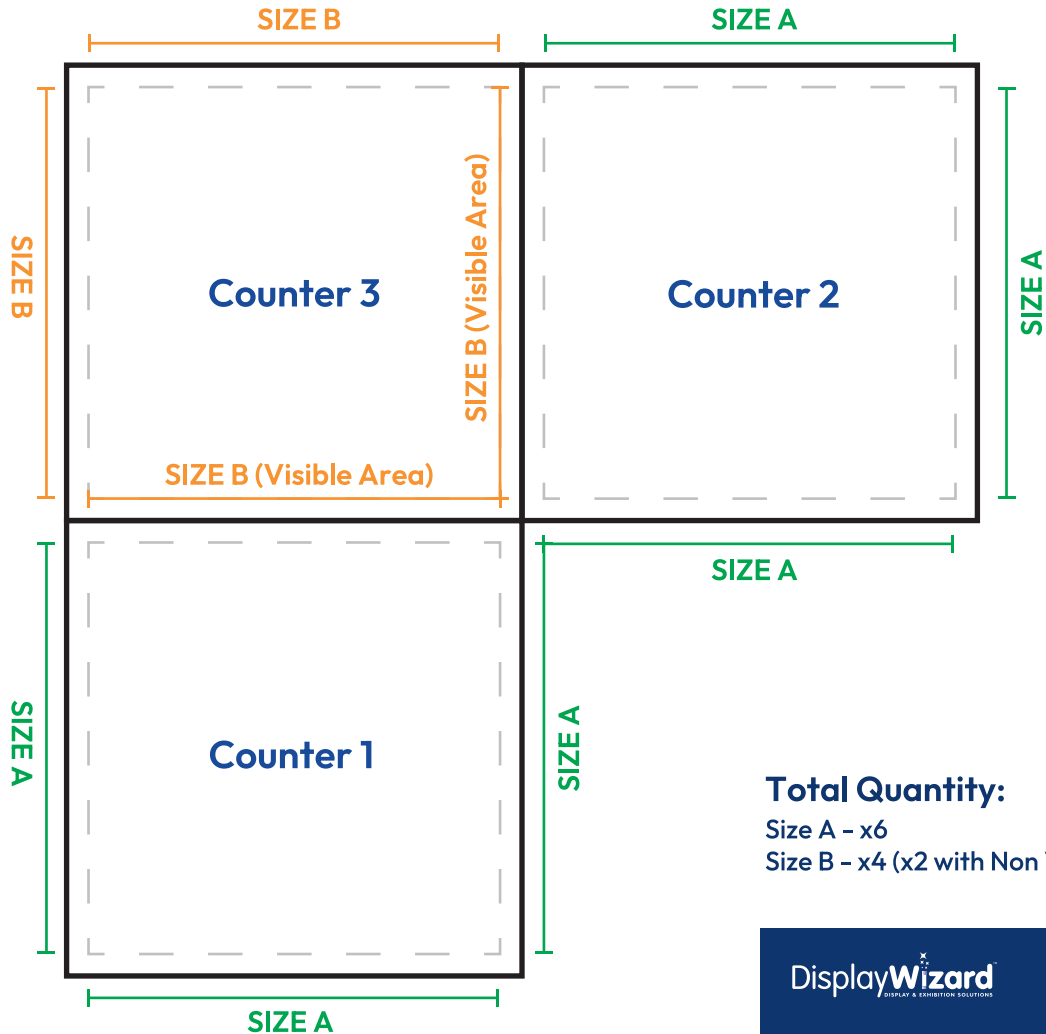 SIZE B
SIZE A
SIZE B
Counter 3
SIZE B (Visible Area)
Counter 2
SIZE A
SIZE B (Visible Area)
SIZE A
SIZE A
Counter 1
SIZE A
SIZE A
Total Quantity:
Size A – x6
Size B – x4 (x2 with Non
DisplayWizard
DISPLAY & EXHIBITION SOLUTIONS